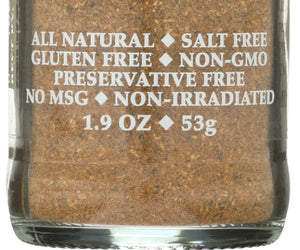 ALL NATURAL ◆ SALT FREE
GLUTEN FREE ◆ NON-GMO
PRESERVATIVE FREE
NO MSG ◆ NON-IRRADIATED
1.9 OZ ◆ 53g